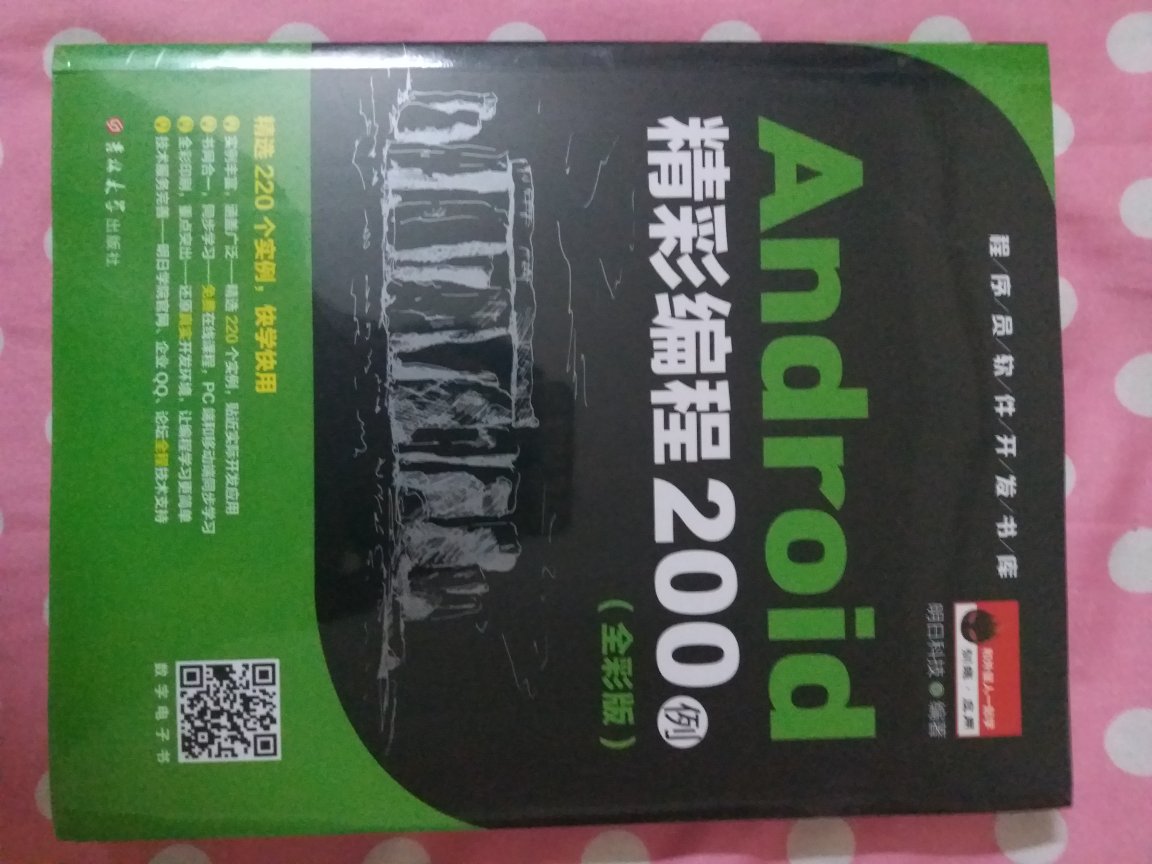 程/序/员/软/件/开/发/书/库
明日科技 编著
Android
精彩编程200例
（全彩版）
精选220个实例，快学快用
实例丰富，涵盖广泛——精选220个实例，贴近实际开发应用
书网合一，同步学习——免费在线课程，PC端和移动端同步学习
全彩印刷，重点突出——还原真实开发环境，让编程学习更简单
技术服务完善——明日学院官网、企业QQ、论坛全程技术支持
吉林大学出版社
数字电子书